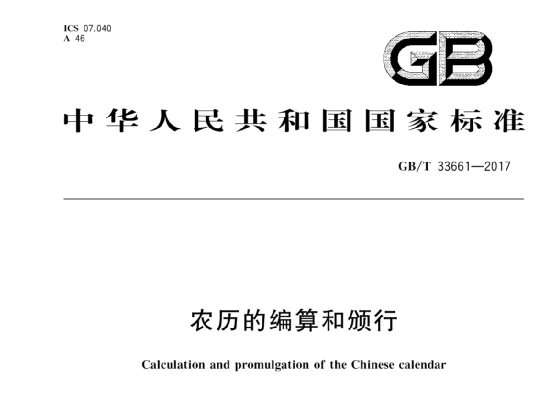 ICS 07.040
A 46
GB
中华人民共和国国家标准
GB/T 33661—2017
农历的编算和颁行
Calculation and promulgation of the Chinese calendar